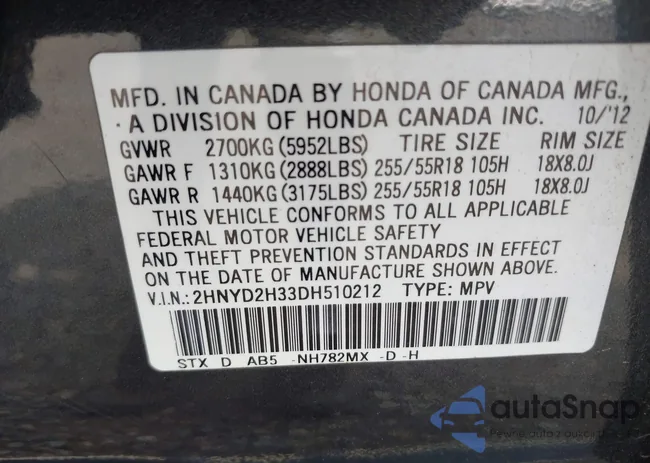 MFD. IN CANADA BY HONDA OF CANADA MFG.,
A DIVISION OF HONDA CANADA INC. 10/'12
GVWR 2700KG (5952LBS) TIRE SIZE RIM SIZE
GAWR F 1310KG (2888LBS) 255/55R18 105H 18X8.0J
GAWR R 1440KG (3175LBS) 255/55R18 105H 18X8.0J
THIS VEHICLE CONFORMS TO ALL APPLICABLE
FEDERAL MOTOR VEHICLE SAFETY
AND THEFT PREVENTION STANDARDS IN EFFECT
ON THE DATE OF MANUFACTURE SHOWN ABOVE.
V.I.N.: 2HNYD2H33DH510212 TYPE: MPV
STX D AB5 -NH782MX -D -H
autoSnap
Pewne auta z aukcji